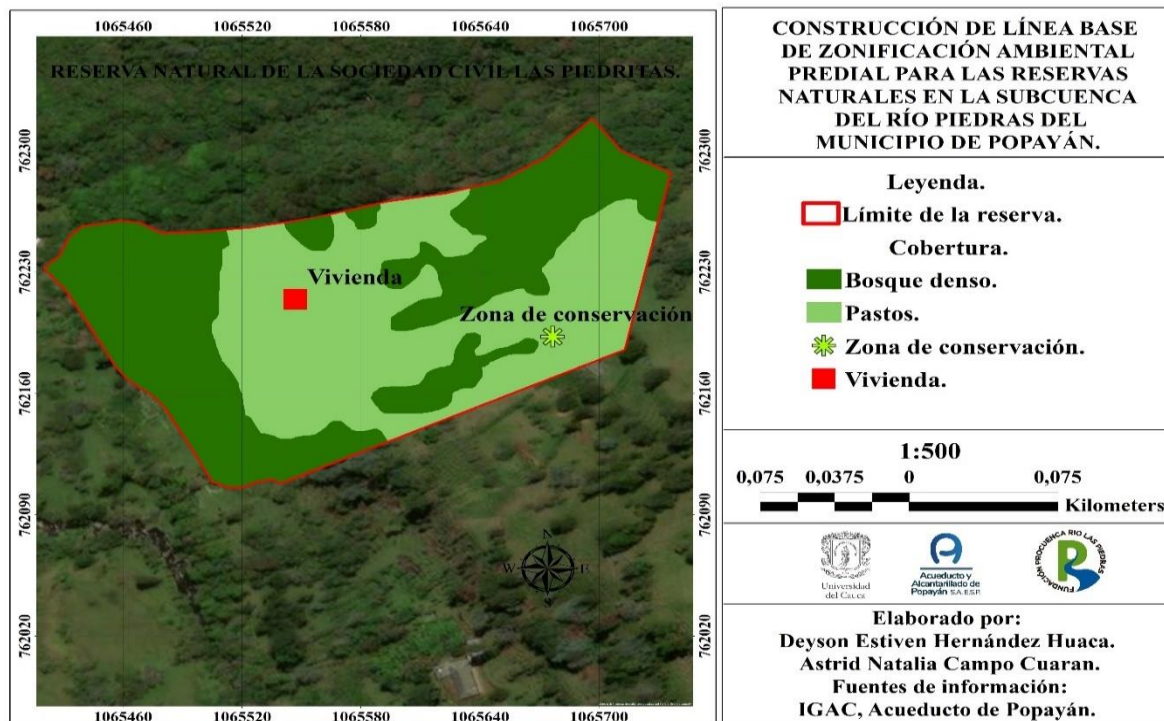 1065460 1065520 1065580 1065640 1065700
RESERVA NATURAL DE LA SOCIEDAD CIVIL LAS PIEDRITAS.
762300
762230
762160
762090
762020
762300
762230
762160
762090
762020
Vivienda
Zona de conservación
N
W E
S
1065460 1065520 1065580 1065640 1065700
CONSTRUCCIÓN DE LÍNEA BASE
DE ZONIFICACIÓN AMBIENTAL
PREDIAL PARA LAS RESERVAS
NATURALES EN LA SUBCUENCA
DEL RÍO PIEDRAS DEL
MUNICIPIO DE POPAYÁN.
Leyenda.
Límite de la reserva.
Cobertura.
Bosque denso.
Pastos.
Zona de conservación.
Vivienda.
1:500
0,075 0,0375 0 0,075
Kilometers
Universidad
del Cauca
Acueducto y
Alcantarillado de
Popayán S.A.E.S.P.
FUNDACIÓN PROCUENCA RIO LAS PIEDRAS
Elaborado por:
Deyson Estiven Hernández Huaca.
Astrid Natalia Campo Cuaran.
Fuentes de información:
IGAC, Acueducto de Popayán.